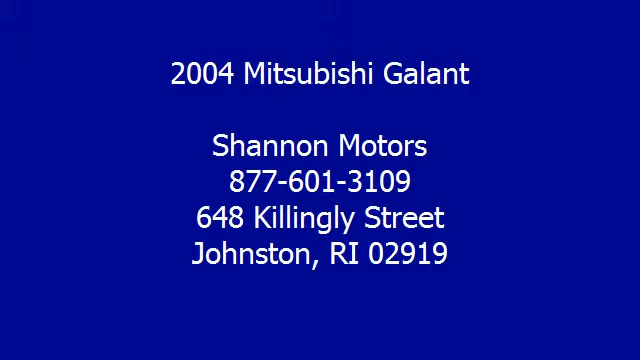 2004 Mitsubishi Galant
Shannon Motors
877-601-3109
648 Killingly Street
Johnston, RI 02919